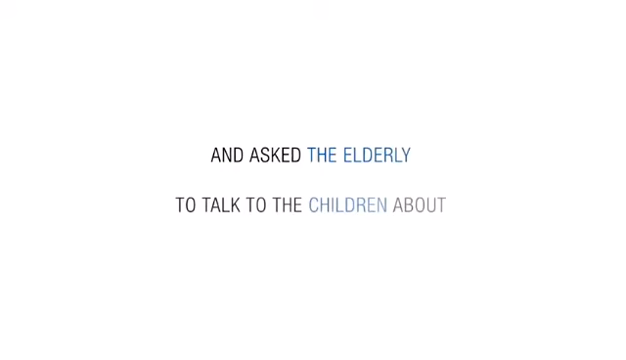 AND ASKED THE ELDERLY
TO TALK TO THE CHILDREN ABOUT